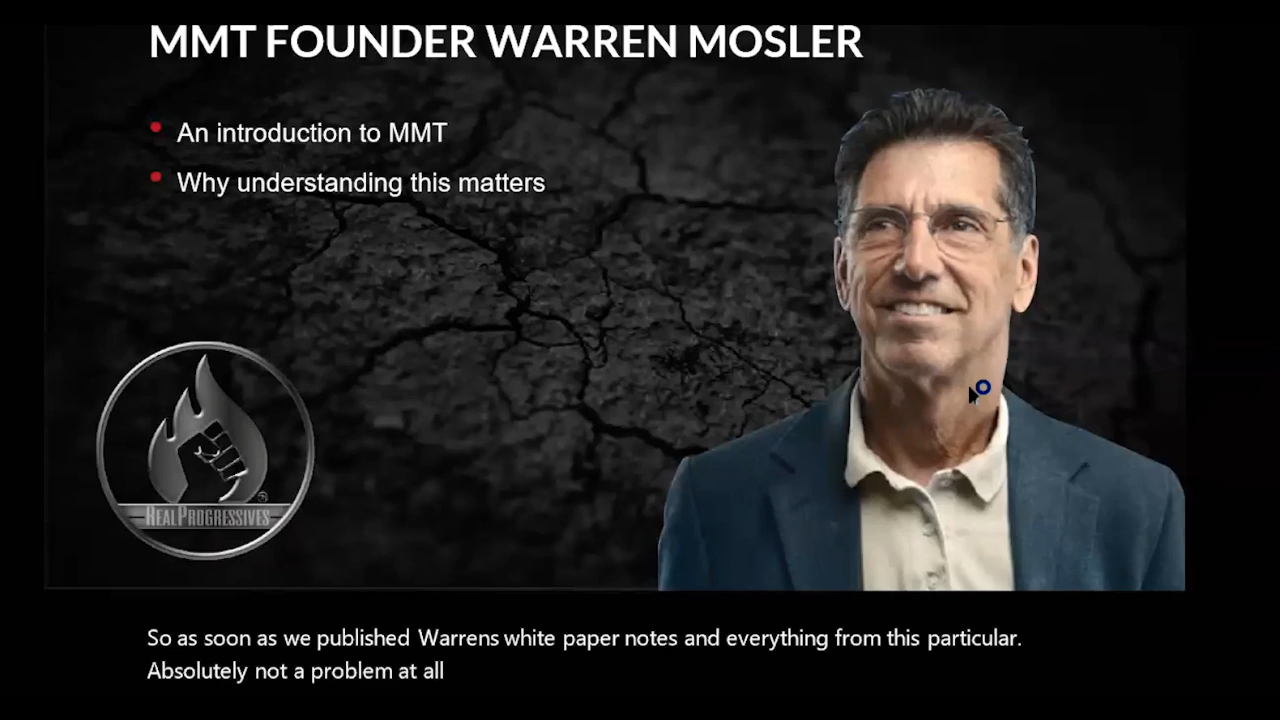 MMT FOUNDER WARREN MOSLER
An introduction to MMT
Why understanding this matters
REALPROGRESSIVES
So as soon as we published Warrens white paper notes and everything from this particular.
Absolutely not a problem at all